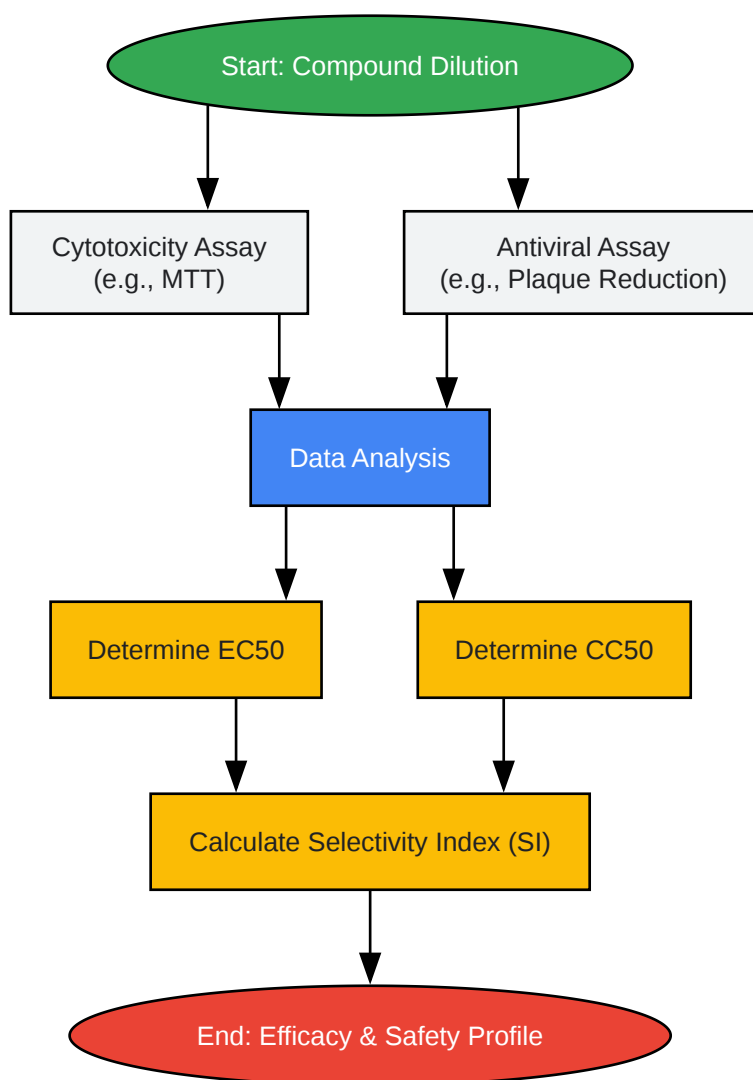 Start: Compound Dilution
Cytotoxicity Assay
(e.g., MTT)
Antiviral Assay
(e.g., Plaque Reduction)
Data Analysis
Determine EC50
Determine CC50
Calculate Selectivity Index (SI)
End: Efficacy & Safety Profile